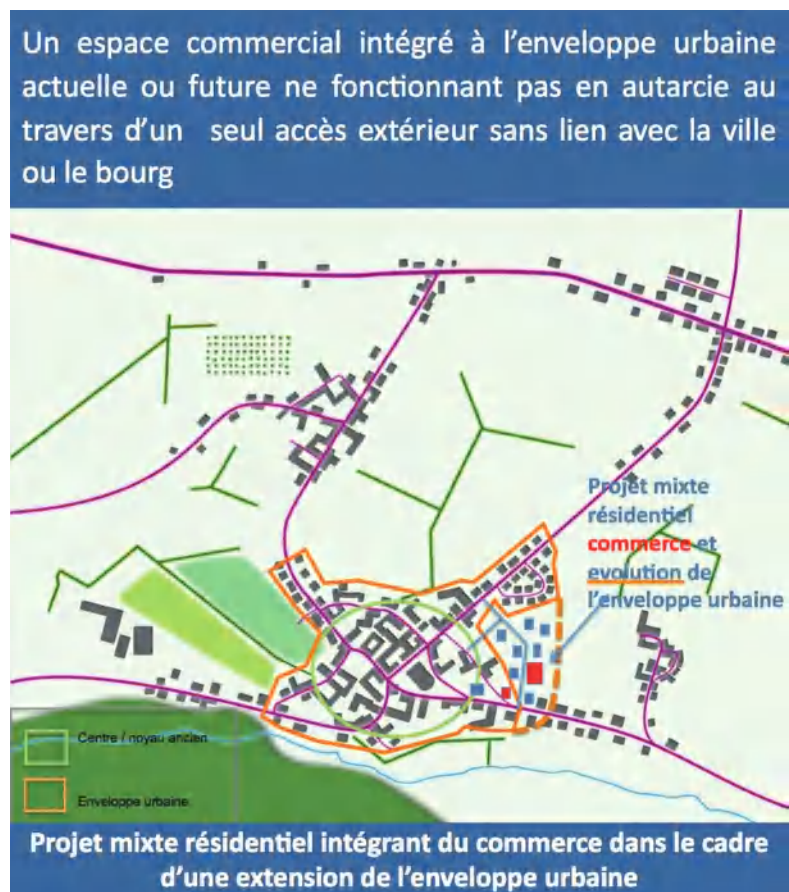 Un espace commercial intégré à l'enveloppe urbaine
actuelle ou future ne fonctionnant pas en autarcie au
travers d'un seul accès extérieur sans lien avec la ville
ou le bourg
Projet mixte
résidentiel
commerce et
evolution de
l'enveloppe urbaine
Centre / noyau ancien
Enveloppe urbaine
Projet mixte résidentiel intégrant du commerce dans le cadre
d'une extension de l'enveloppe urbaine